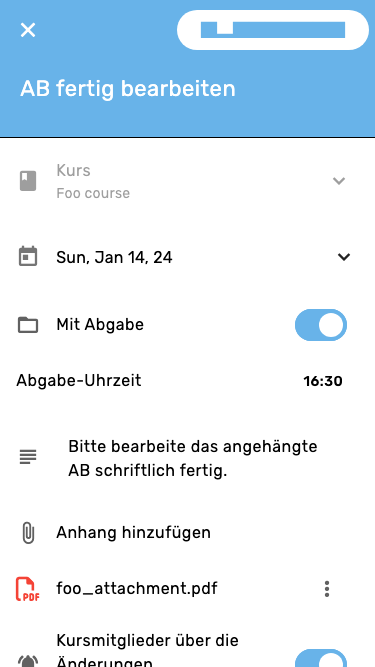 AB fertig bearbeiten
Kurs
Foo course
Sun, Jan 14, 24
Mit Abgabe
Abgabe-Uhrzeit 16:30
Bitte bearbeite das angehängte
AB schriftlich fertig.
Anhang hinzufügen
PDF foo_attachment.pdf
Kursmitglieder über die
Änderungen